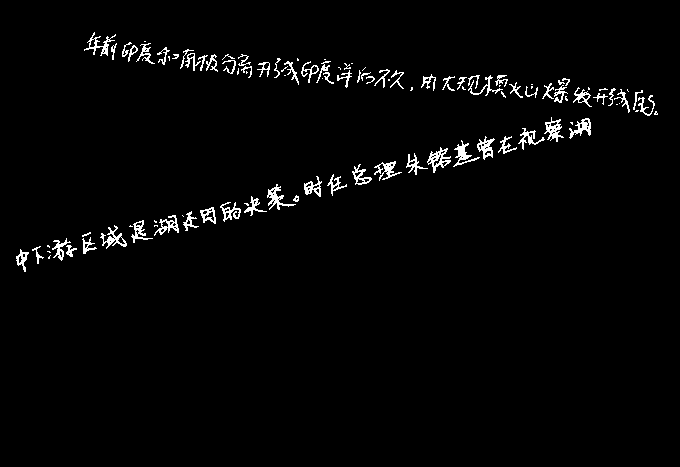 年前印度和南极分离形成印度洋后不久，由大规模火山爆发形成的。
中下游区域退湖还田的决策。时任总理朱镕基曾在视察湖